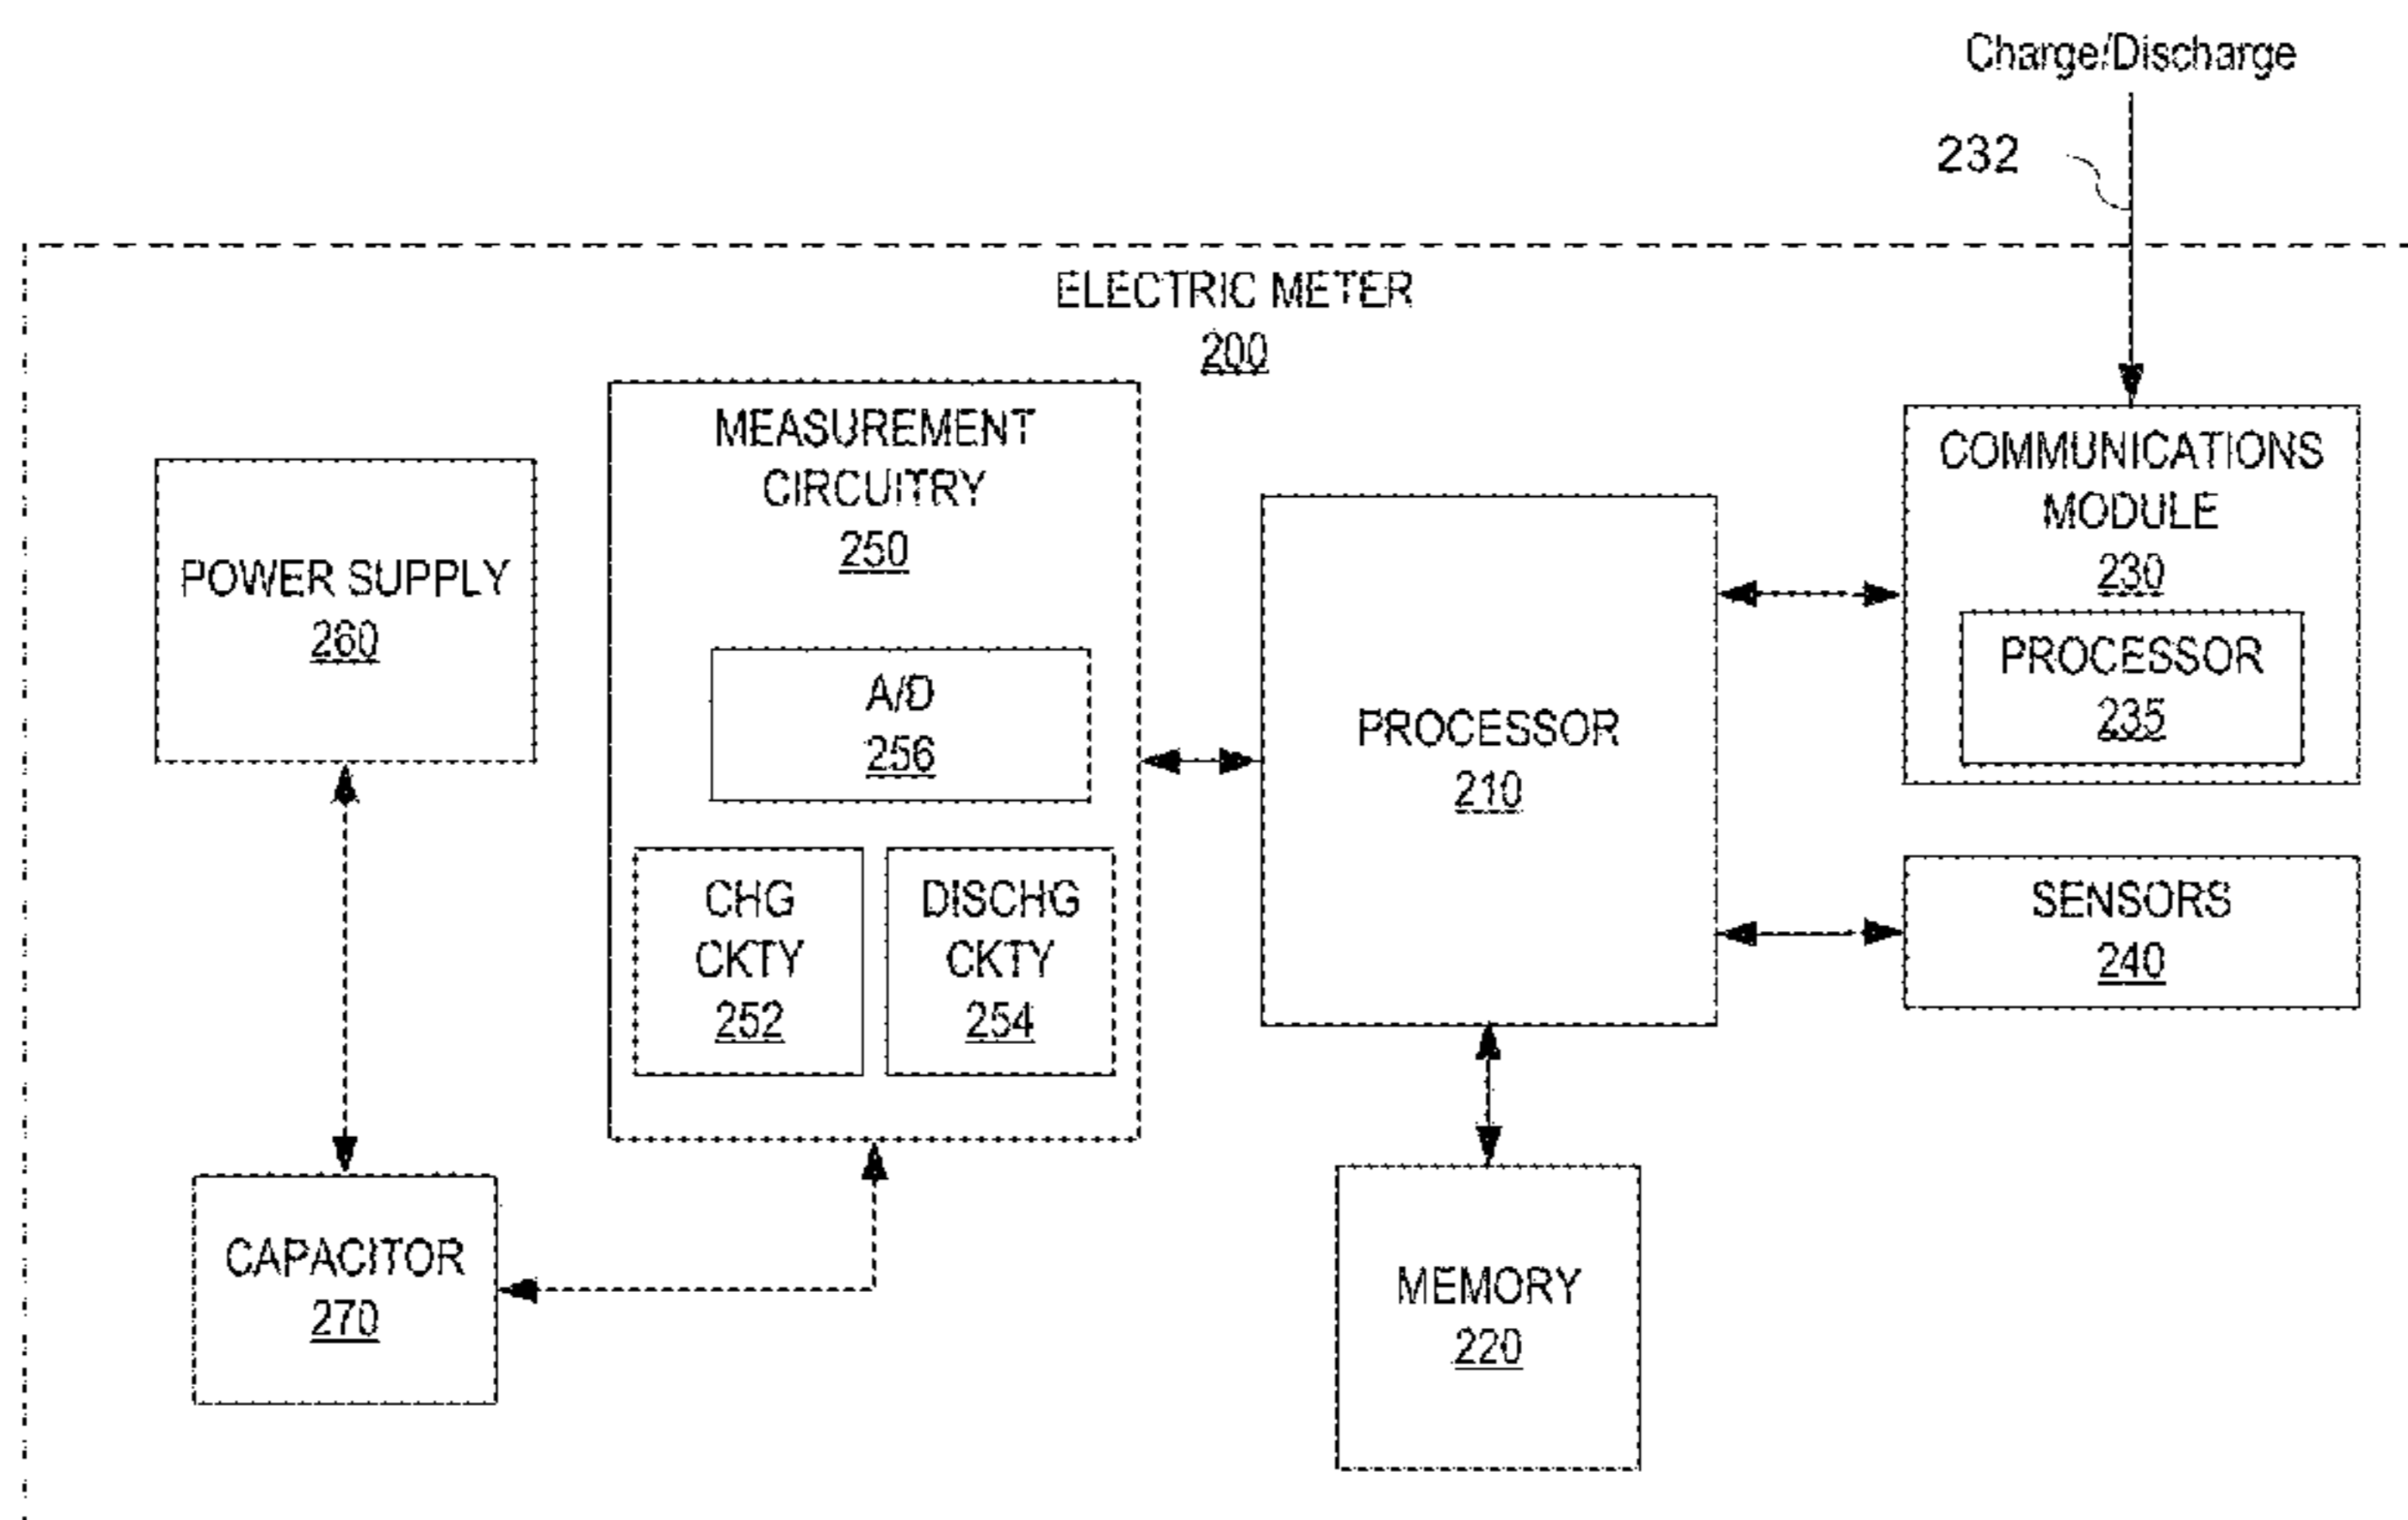 Charge/Discharge
232
ELECTRIC METER
200
MEASUREMENT
CIRCUITRY
250
A/D
256
CHG
CKTY
252
DISCHG
CKTY
254
POWER SUPPLY
260
CAPACITOR
270
PROCESSOR
210
MEMORY
220
COMMUNICATIONS
MODULE
230
PROCESSOR
235
SENSORS
240